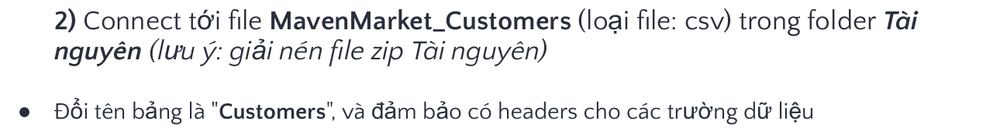 2) Connect tới file MavenMarket_Customers (loại file: csv) trong folder Tài
nguyên (lưu ý: giải nén file zip Tài nguyên)
● Đổi tên bảng là "Customers", và đảm bảo có headers cho các trường dữ liệu